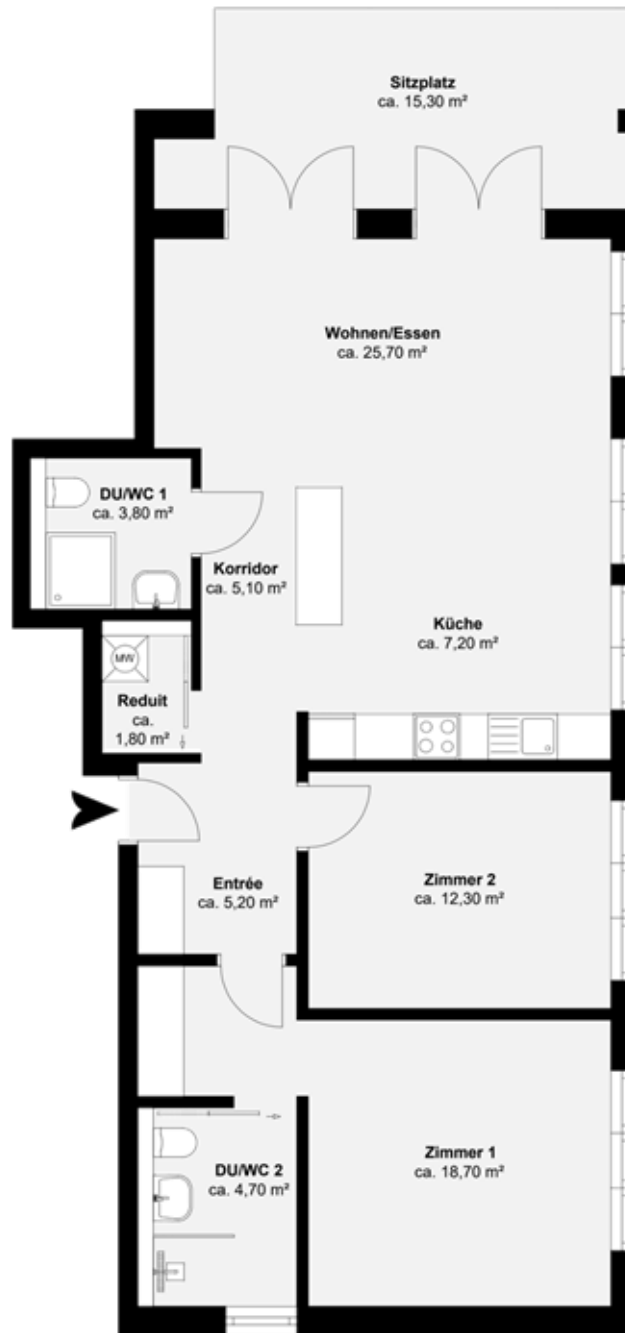 Sitzplatz
ca. 15,30 m²
Wohnen/Essen
ca. 25,70 m²
DU/WC 1
ca. 3,80 m²
Korridor
ca. 5,10 m²
Küche
ca. 7,20 m²
MW
Reduit
ca.
1,80 m²
Entrée
ca. 5,20 m²
Zimmer 2
ca. 12,30 m²
DU/WC 2
ca. 4,70 m²
Zimmer 1
ca. 18,70 m²